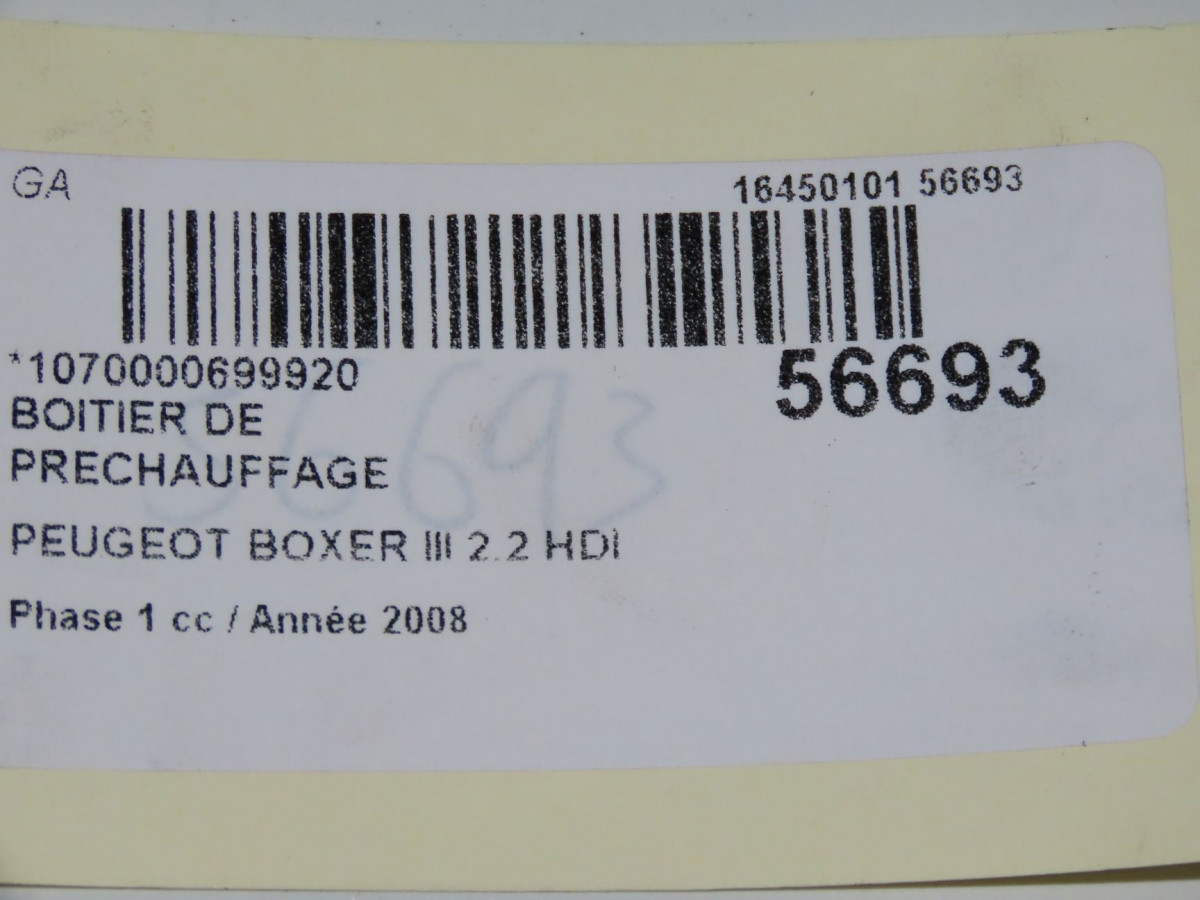 GA
16450101 56693
*1070000699920
56693
BOITIER DE
PRECHAUFFAGE
56693
PEUGEOT BOXER III 2.2 HDI
Phase 1 cc / Année 2008